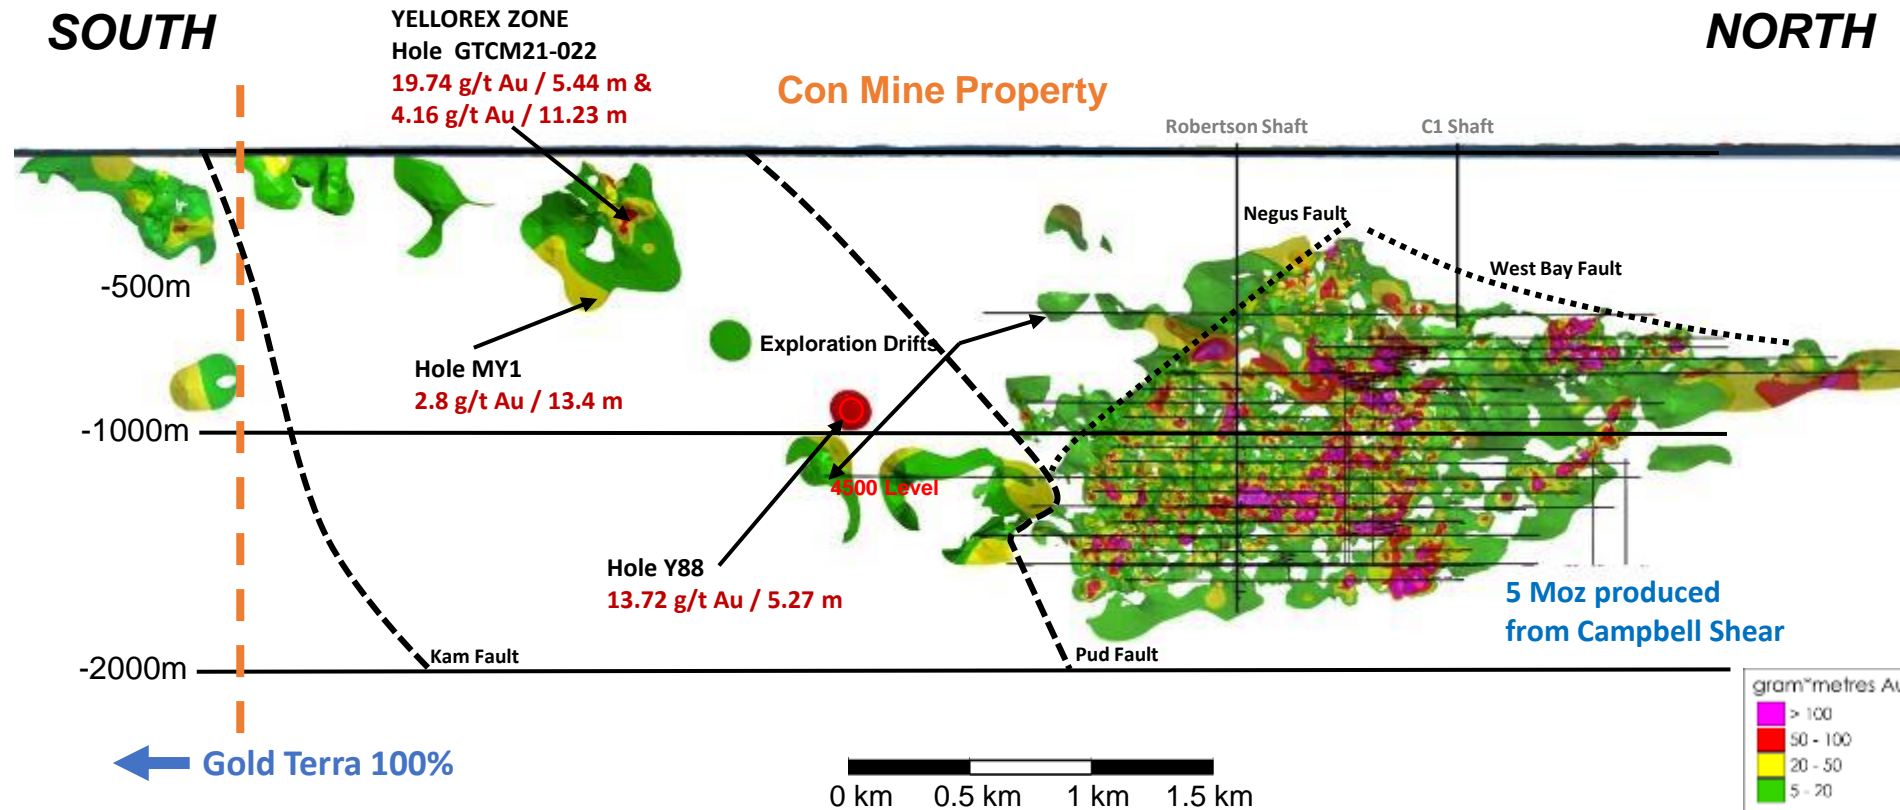 SOUTH
YELLOREX ZONE
Hole GTCM21-022
19.74 g/t Au / 5.44 m &
4.16 g/t Au / 11.23 m
NORTH
Con Mine Property
Robertson Shaft
C1 Shaft
Negus Fault
West Bay Fault
-500m
Exploration Drifts
Hole MY1
2.8 g/t Au / 13.4 m
-1000m
4500 Level
Hole Y88
13.72 g/t Au / 5.27 m
5 Moz produced
from Campbell Shear
Kam Fault
Pud Fault
-2000m
gram*metres Au
> 100
50 - 100
20 - 50
5 - 20
Gold Terra 100%
0 km
0.5 km
1 km
1.5 km